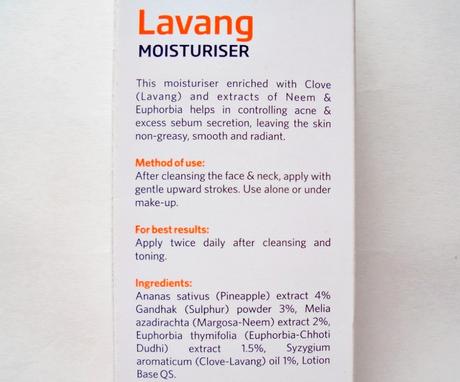 Lavang
MOISTURISER
This moisturiser enriched with Clove
(Lavang) and extracts of Neem &
Euphorbia helps in controlling acne &
excess sebum secretion, leaving the skin
non-greasy, smooth and radiant.
Method of use:
After cleansing the face & neck, apply with
gentle upward strokes. Use alone or under
make-up.
For best results:
Apply twice daily after cleansing and
toning.
Ingredients:
Ananas sativus (Pineapple) extract 4%
Gandhak (Sulphur) powder 3%, Melia
azadirachta (Margosa-Neem) extract 2%,
Euphorbia thymifolia (Euphorbia-Chhoti
Dudhi) extract 1.5%, Syzygium
aromaticum (Clove-Lavang) oil 1%, Lotion
Base QS.